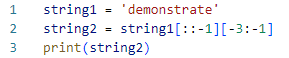 1 string1 = 'demonstrate'
2 string2 = string1[::-1][-3:-1]
3 print(string2)